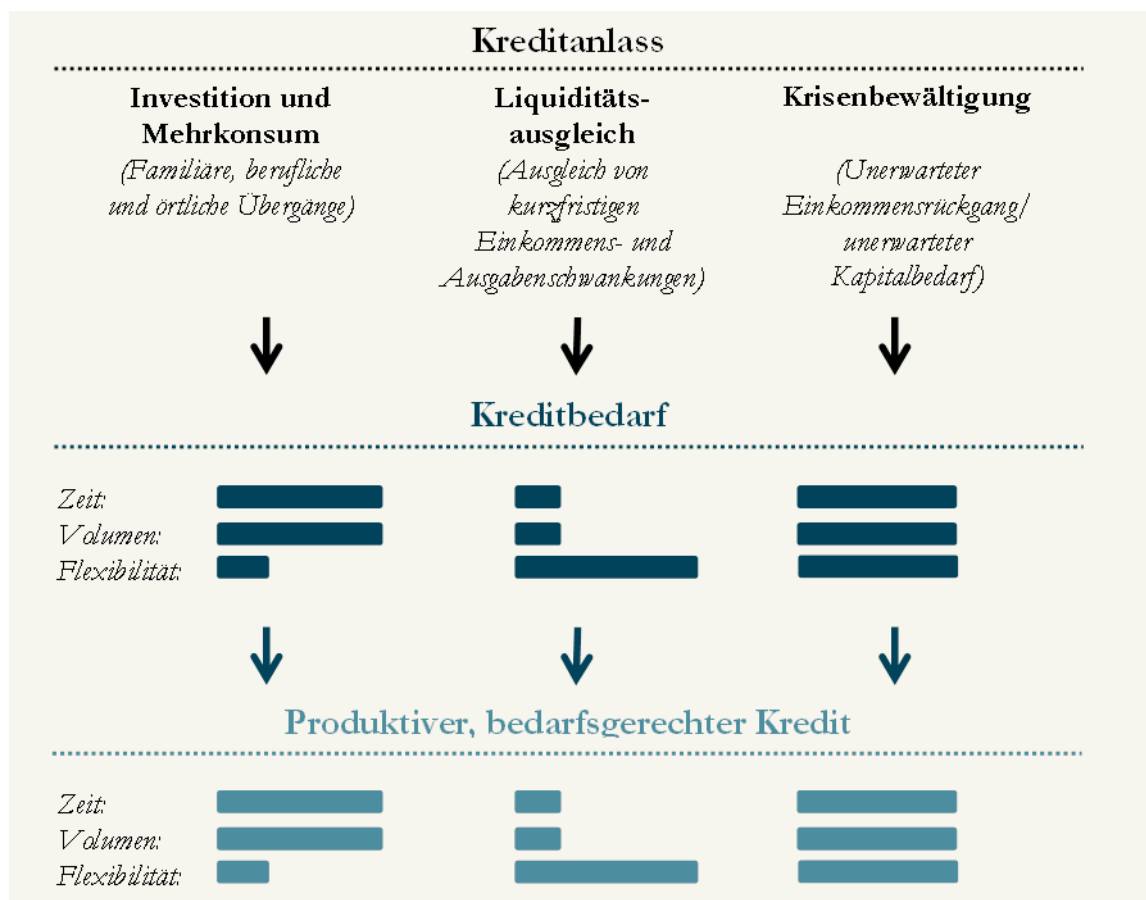 Kreditanlass
Investition und
Mehrkonsum
(Familiäre, berufliche
und örtliche Übergänge)
Liquiditäts-
ausgleich
(Ausgleich von
kurzfristigen
Einkommens- und
Ausgabenschwankungen)
Krisenbewältigung
(Unerwarteter
Einkommensrückgang/
unerwarteter
Kapitalbedarf)
Kreditbedarf
Zeit:
Volumen:
Flexibilität:
Produktiver, bedarfsgerechter Kredit
Zeit:
Volumen:
Flexibilität: